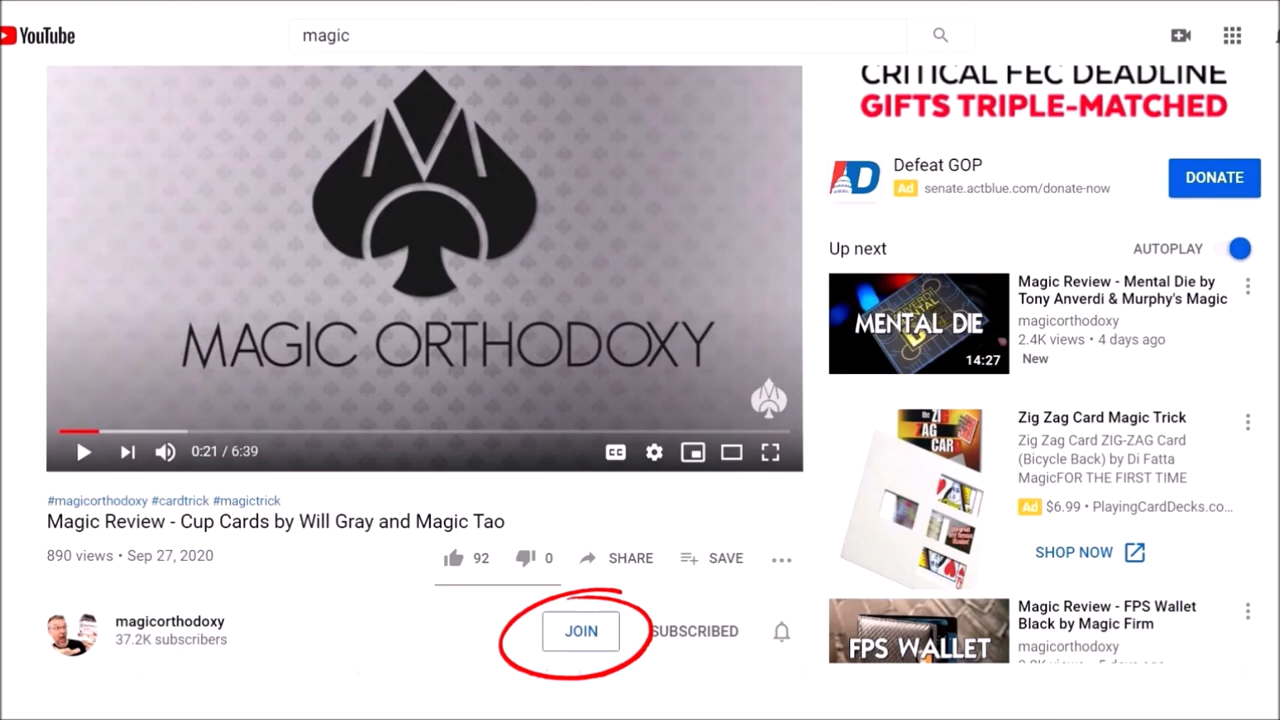 YouTube
magic
MAGIC ORTHODOXY
0:21 / 6:39
CC
#magicorthodoxy #cardtrick #magictrick
Magic Review - Cup Cards by Will Gray and Magic Tao
890 views • Sep 27, 2020
92
0
SHARE
SAVE
magicorthodoxy
37.2K subscribers
JOIN
SUBSCRIBED
CRITICAL FEC DEADLINE
GIFTS TRIPLE-MATCHED
Defeat GOP
Ad senate.actblue.com/donate-now
DONATE
Up next
AUTOPLAY
MENTAL DIE
14:27
Magic Review - Mental Die by
Tony Anverdi & Murphy's Magic
magicorthodoxy
2.4K views • 4 days ago
New
ZAG
CARD
Zig Zag Card Magic Trick
Zig Zag Card ZIG-ZAG Card
(Bicycle Back) by Di Fatta
MagicFOR THE FIRST TIME
Ad $6.99 • PlayingCardDecks.co...
SHOP NOW
FPS WALLET
Magic Review - FPS Wallet
Black by Magic Firm
magicorthodoxy